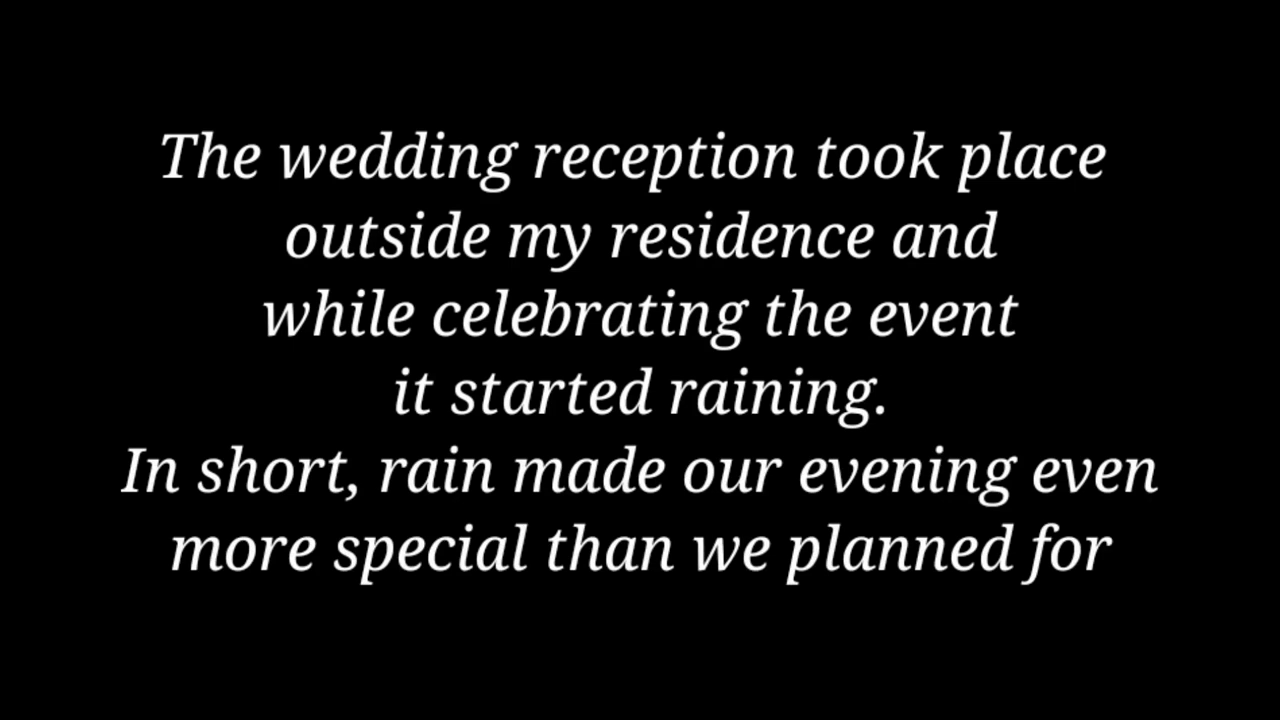 The wedding reception took place
outside my residence and
while celebrating the event
it started raining.
In short, rain made our evening even
more special than we planned for